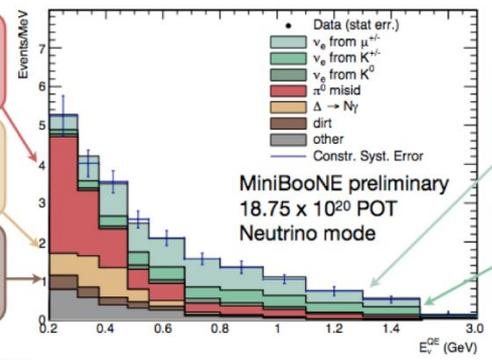 Events/MeV
7
6
5
4
3
2
1
0
Data (stat err.)
νₑ from μ⁺/⁻
νₑ from K⁺/⁻
νₑ from K⁰
π⁰ misid
Δ → Nγ
dirt
other
Constr. Syst. Error
MiniBooNE preliminary
18.75 x 10²⁰ POT
Neutrino mode
0.2 0.4 0.6 0.8 1.0 1.2 1.4 3.0
E_ν^QE (GeV)